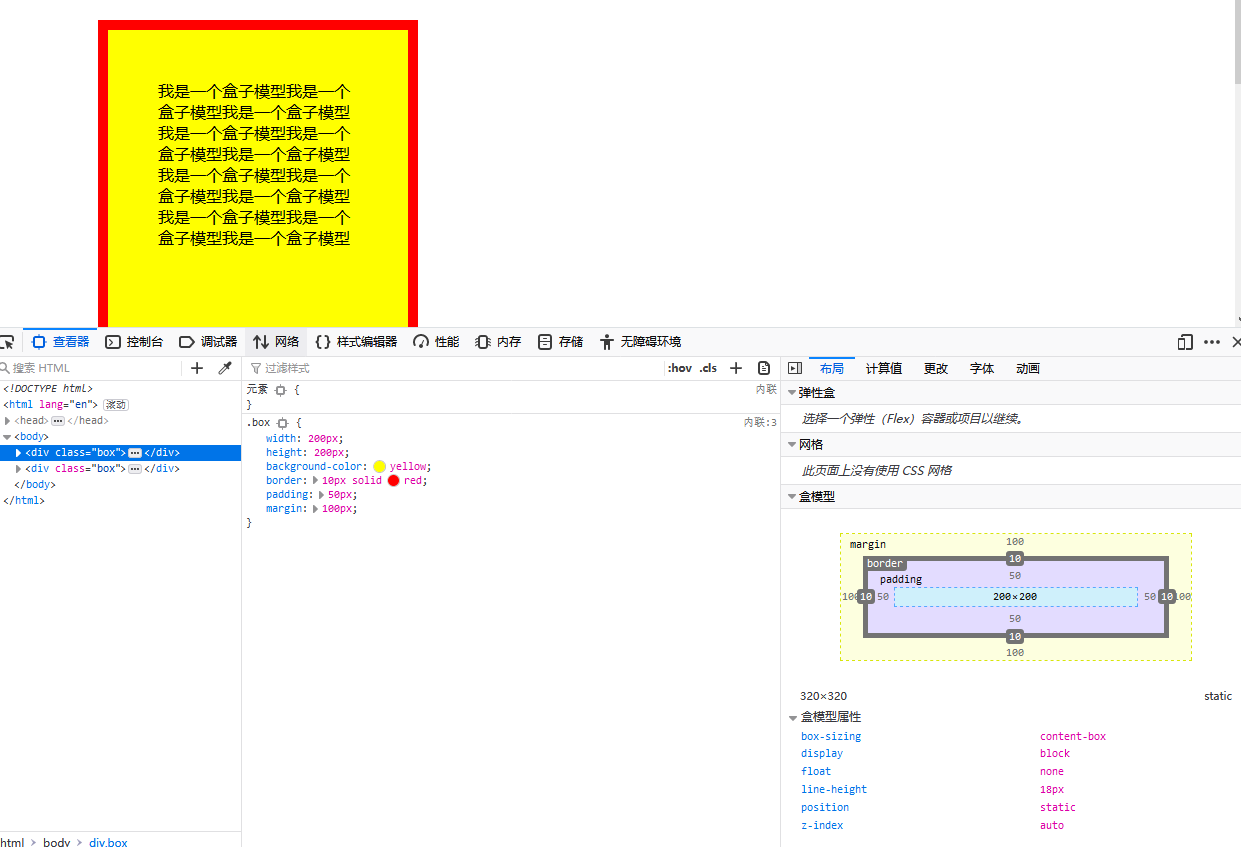 我是一个盒子模型我是一个
盒子模型我是一个盒子模型
我是一个盒子模型我是一个
盒子模型我是一个盒子模型
我是一个盒子模型我是一个
盒子模型我是一个盒子模型
我是一个盒子模型我是一个
盒子模型我是一个盒子模型
查看器 控制台 调试器 网络 {} 样式编辑器 性能 内存 存储 无障碍环境
搜索 HTML
<!DOCTYPE html>
<html lang="en"> 滚动
<head> </head>
<body>
<div class="box"> </div>
<div class="box"> </div>
</body>
</html>
html > body > div.box
过滤样式 :hov .cls +
元素 { 内联
}
.box { 内联:3
width: 200px;
height: 200px;
background-color: yellow;
border: 10px solid red;
padding: 50px;
margin: 100px;
}
布局 计算值 更改 字体 动画
弹性盒
选择一个弹性（Flex）容器或项目以继续。
网格
此页面上没有使用 CSS 网格
盒模型
margin 100
border 10
padding 50
100 10 50 200×200 50 10 100
50
10
100
320×320 static
盒模型属性
box-sizing content-box
display block
float none
line-height 18px
position static
z-index auto